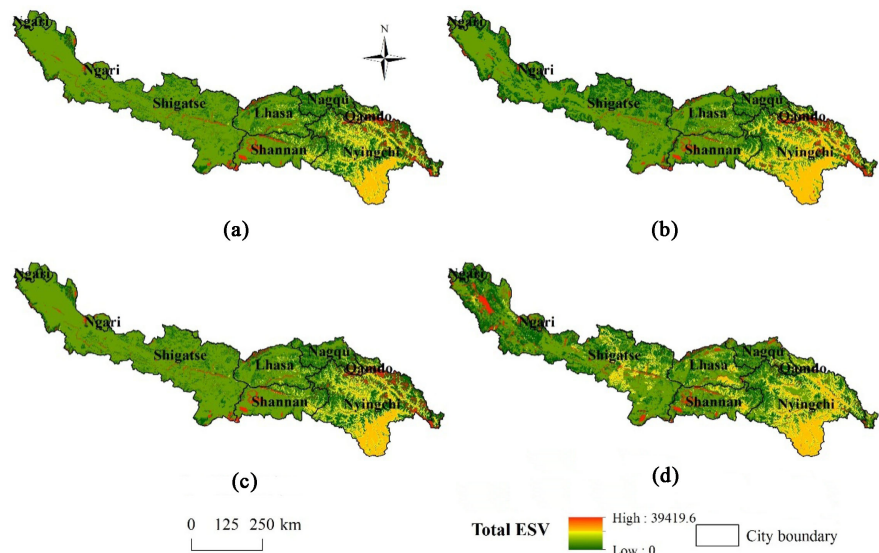 N
Ngari
Ngari
Shigatse
Lhasa
Nagqu
Qamdo
Shannan
Nyingchi
(a)
Ngari
Ngari
Shigatse
Lhasa
Nagqu
Qamdo
Shannan
Nyingchi
(b)
Ngari
Ngari
Shigatse
Lhasa
Nagqu
Qamdo
Shannan
Nyingchi
(c)
Ngari
Ngari
Shigatse
Lhasa
Nagqu
Qamdo
Shannan
Nyingchi
(d)
0 125 250 km
Total ESV
High : 39419.6
Low : 0
City boundary